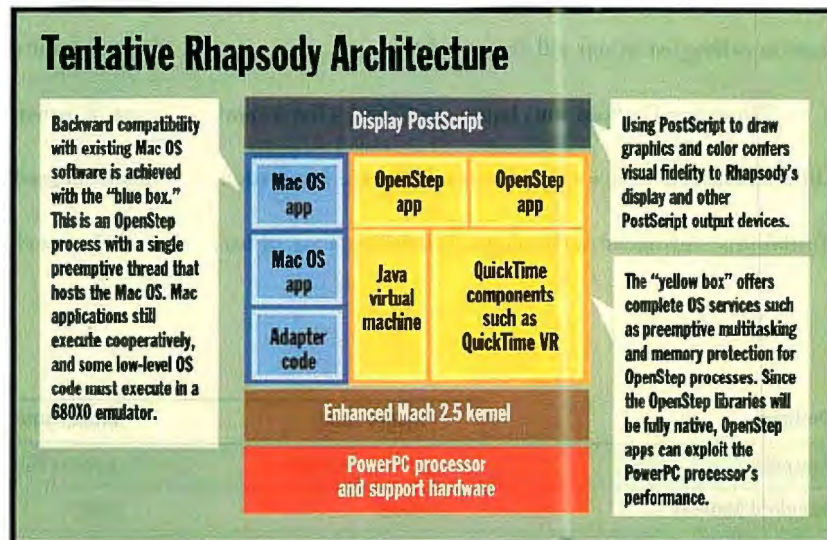 Tentative Rhapsody Architecture
Backward compatibility
with existing Mac OS
software is achieved
with the “blue box.”
This is an OpenStep
process with a single
preemptive thread that
hosts the Mac OS. Mac
applications still
execute cooperatively,
and some low-level OS
code must execute in a
680X0 emulator.
Display PostScript
Mac OS
app
OpenStep
app
OpenStep
app
Mac OS
app
Java
virtual
machine
QuickTime
components
such as
QuickTime VR
Adapter
code
Enhanced Mach 2.5 kernel
PowerPC processor
and support hardware
Using PostScript to draw
graphics and color confers
visual fidelity to Rhapsody’s
display and other
PostScript output devices.
The “yellow box” offers
complete OS services such
as preemptive multitasking
and memory protection for
OpenStep processes. Since
the OpenStep libraries will
be fully native, OpenStep
apps can exploit the
PowerPC processor’s
performance.